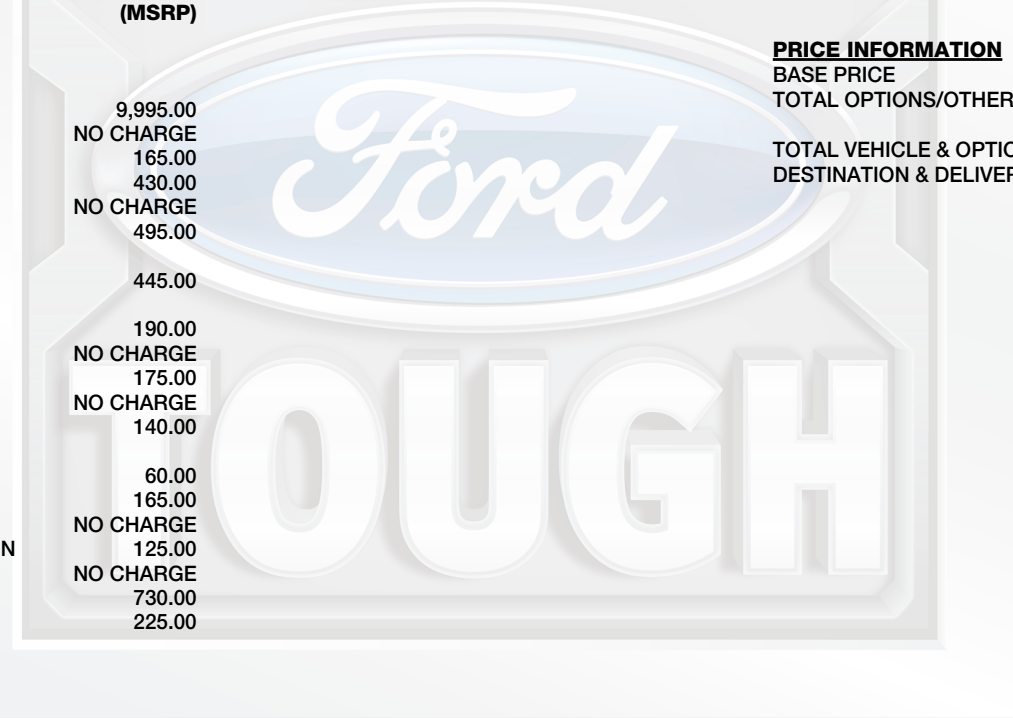 (MSRP)
9,995.00
NO CHARGE
165.00
430.00
NO CHARGE
495.00
445.00
190.00
NO CHARGE
175.00
NO CHARGE
140.00
60.00
165.00
NO CHARGE
N 125.00
NO CHARGE
730.00
225.00
PRICE INFORMATION
BASE PRICE
TOTAL OPTIONS/OTHER
TOTAL VEHICLE & OPTIO
DESTINATION & DELIVER
Ford
TOUGH